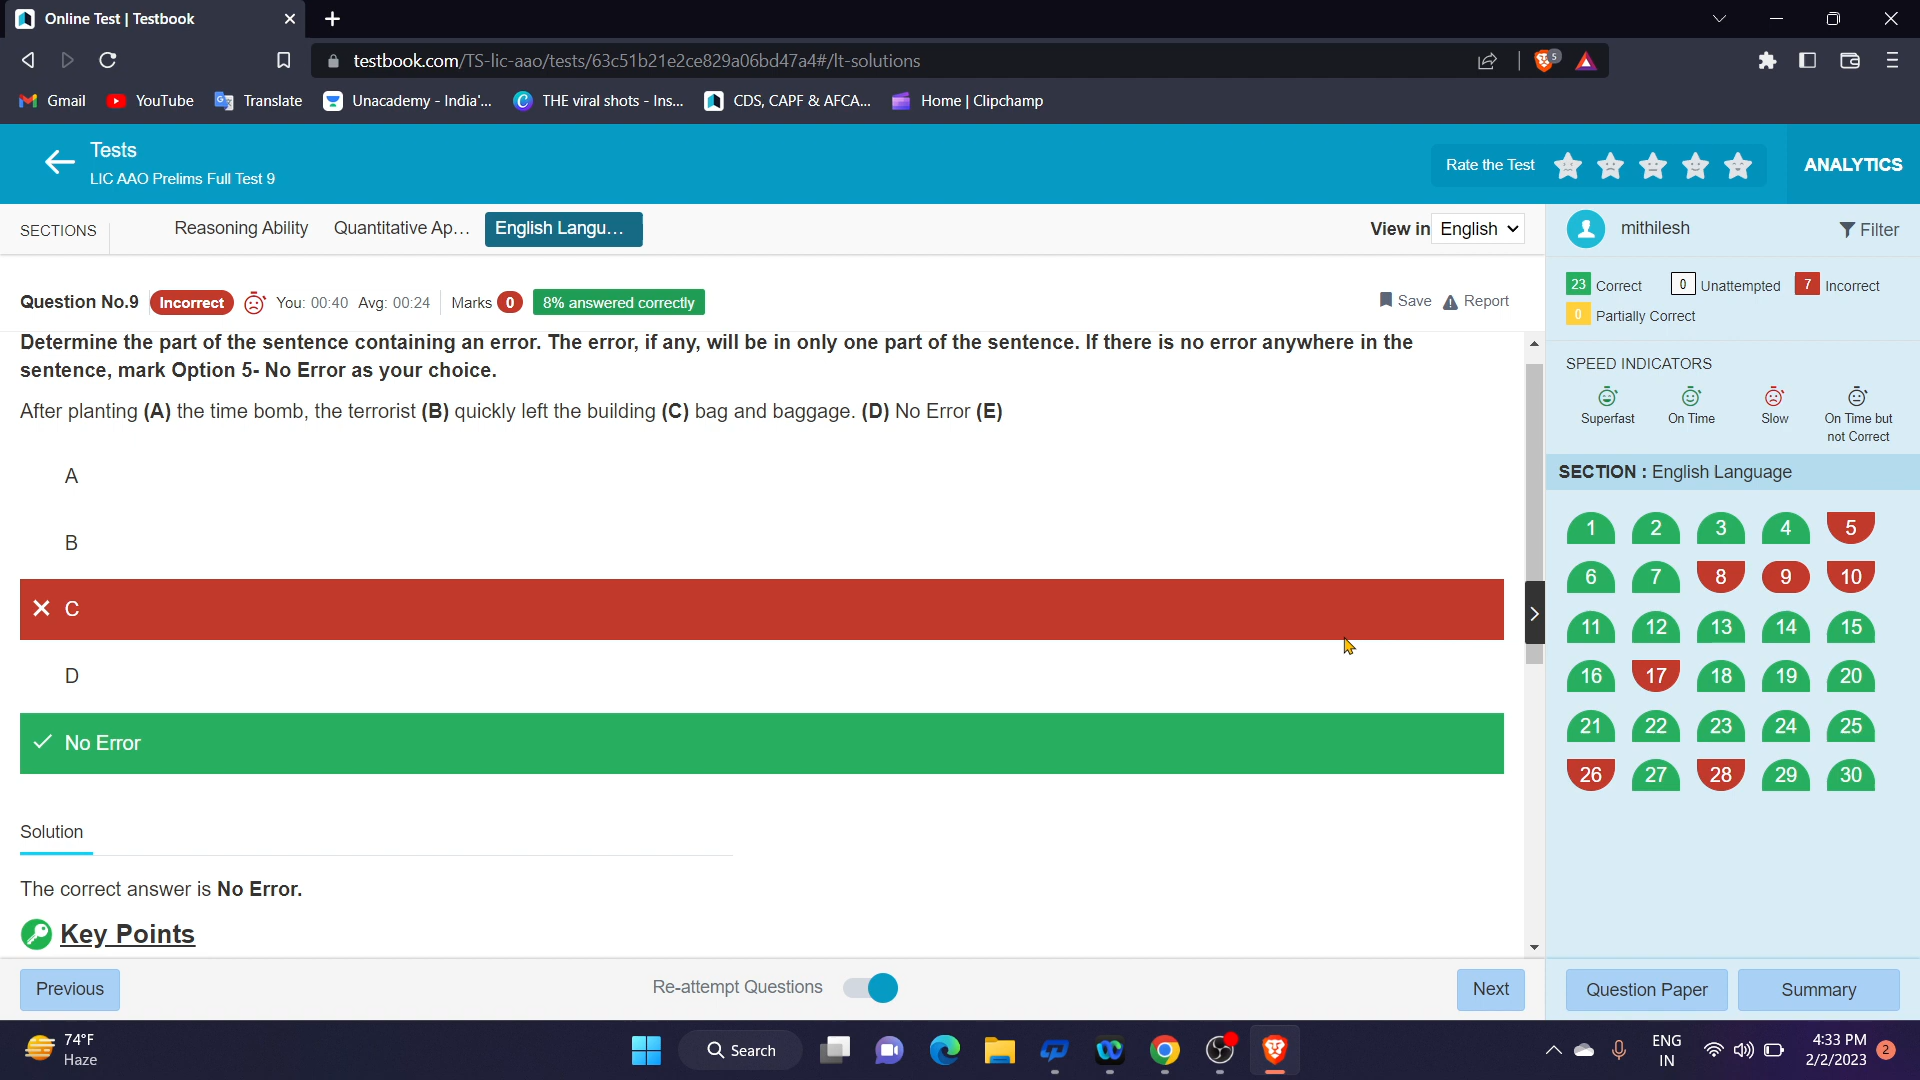 Online Test | Testbook
testbook.com/TS-lic-aao/tests/63c51b21e2ce829a06bd47a4#/lt-solutions
5
Gmail YouTube Translate Unacademy - India'... THE viral shots - Ins... CDS, CAPF & AFCA... Home | Clipchamp
Tests
LIC AAO Prelims Full Test 9
Rate the Test
ANALYTICS
SECTIONS Reasoning Ability Quantitative Ap... English Langu...
View in English
mithilesh
Filter
Question No.9 Incorrect You: 00:40 Avg: 00:24 Marks 0 8% answered correctly
Save Report
23 Correct 0 Unattempted 7 Incorrect
0 Partially Correct
Determine the part of the sentence containing an error. The error, if any, will be in only one part of the sentence. If there is no error anywhere in the
sentence, mark Option 5- No Error as your choice.
After planting (A) the time bomb, the terrorist (B) quickly left the building (C) bag and baggage. (D) No Error (E)
A
B
C
D
No Error
Solution
The correct answer is No Error.
Key Points
SPEED INDICATORS
Superfast On Time Slow On Time but
not Correct
SECTION : English Language
1 2 3 4 5
6 7 8 9 10
11 12 13 14 15
16 17 18 19 20
21 22 23 24 25
26 27 28 29 30
Previous
Re-attempt Questions
Next
Question Paper
Summary
74°F
Haze
Search
ENG
IN
4:33 PM
2/2/2023
2